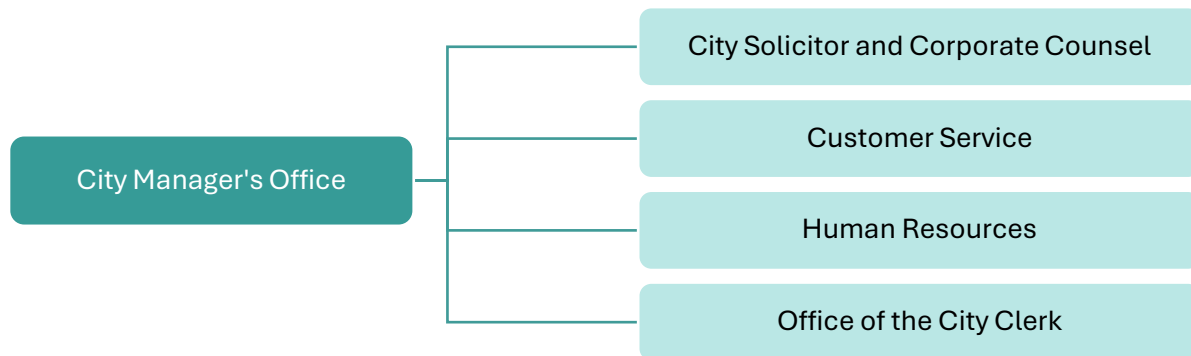 City Solicitor and Corporate Counsel
Customer Service
City Manager's Office
Human Resources
Office of the City Clerk